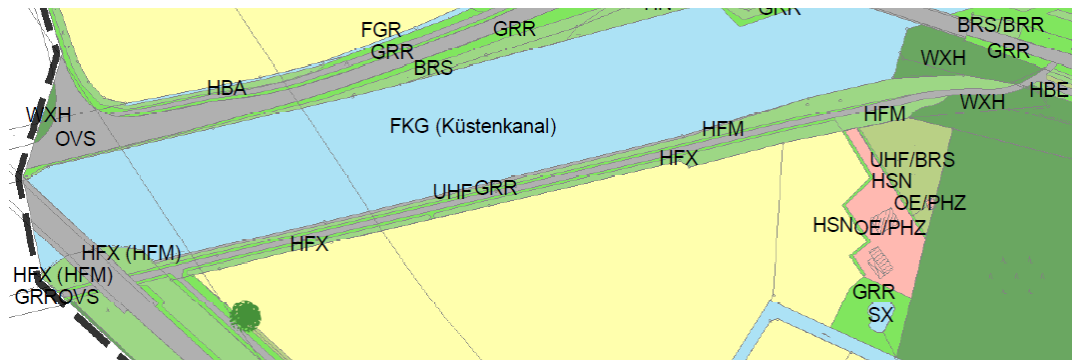 GRR
FGR
GRR
BRS/BRR
GRR
GRR
WXH
BRS
HBA
HBE
WXH
WXH
HFM
FKG (Küstenkanal)
HFM
OVS
HFX
UHF/BRS
HSN
UHF
GRR
OE/PHZ
HSN
OE/PHZ
HFX
HFX (HFM)
HFX (HFM)
GRR
OVS
GRR
SX